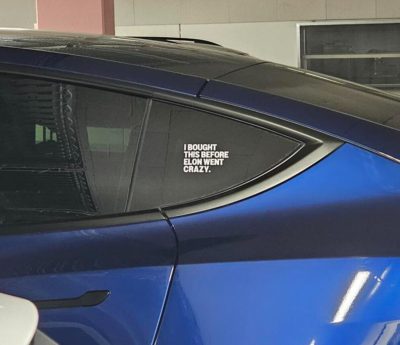 I BOUGHT
THIS BEFORE
ELON WENT
CRAZY.